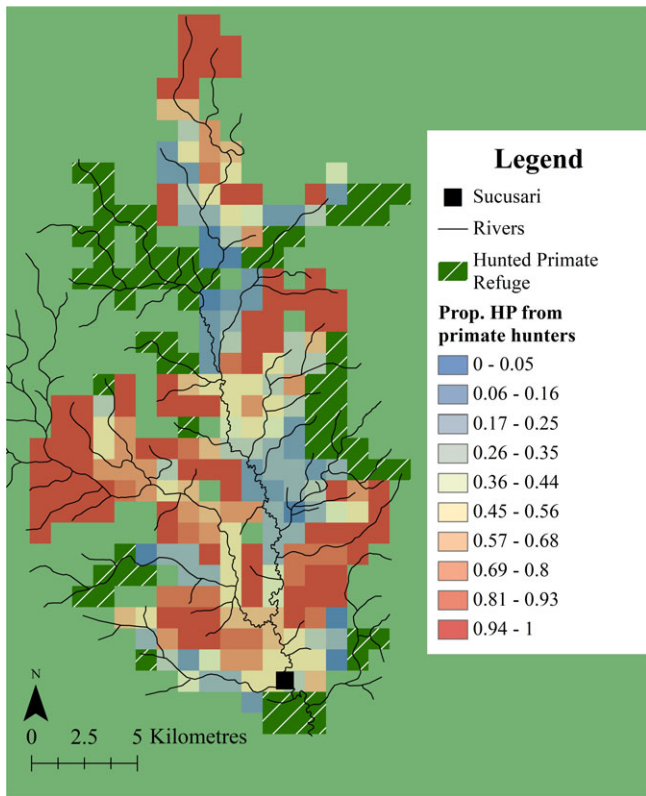 Legend
Sucusari
Rivers
Hunted Primate
Refuge
Prop. HP from
primate hunters
0 - 0.05
0.06 - 0.16
0.17 - 0.25
0.26 - 0.35
0.36 - 0.44
0.45 - 0.56
0.57 - 0.68
0.69 - 0.8
0.81 - 0.93
0.94 - 1
N
0 2.5 5 Kilometres